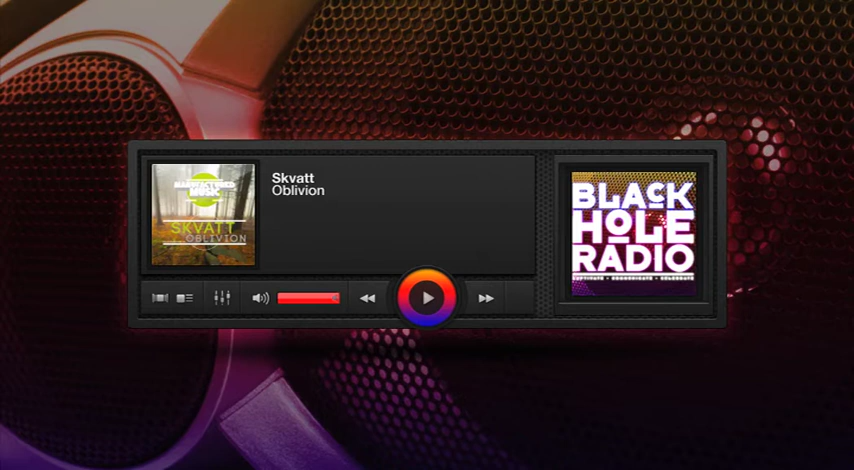 MANUFACTURED
MUSIC
SKVATT
OBLIVION
Skvatt
Oblivion
BLACK
HOLE
RADIO